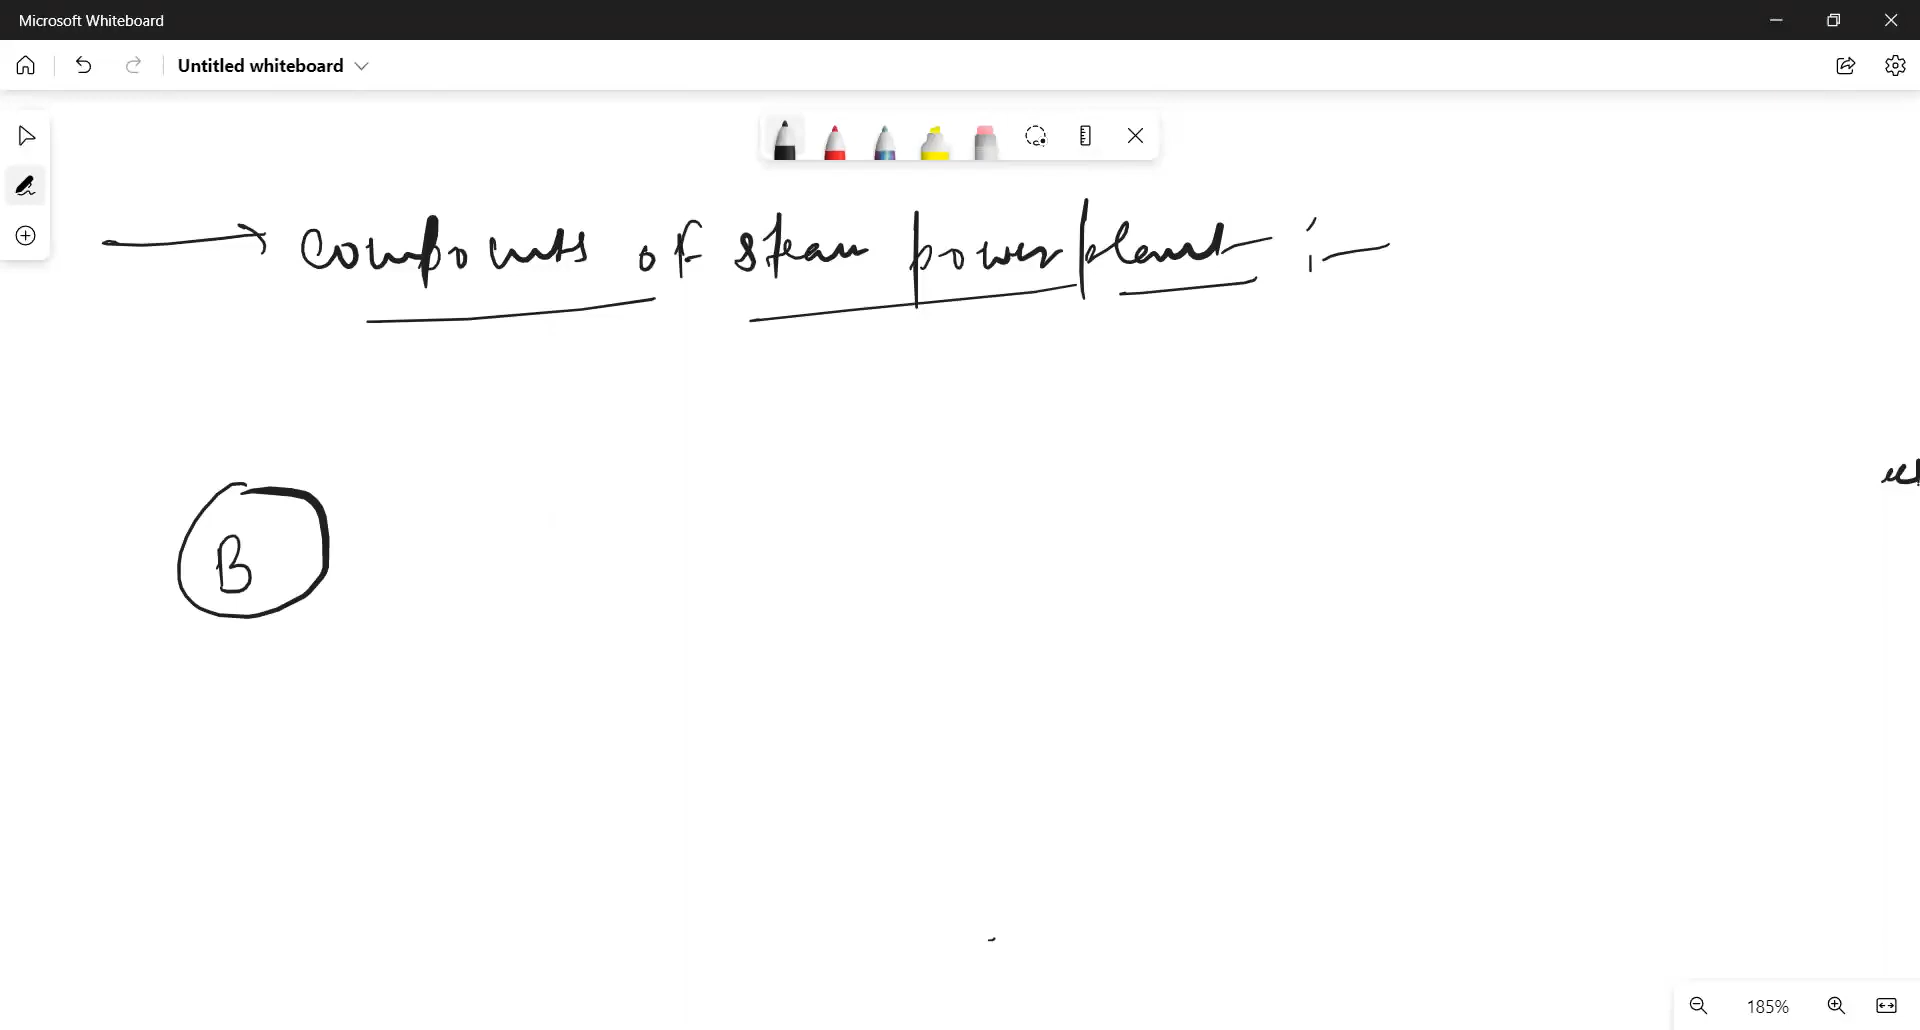 Microsoft Whiteboard
Untitled whiteboard
→ Components of steam power plant :-
B
185%